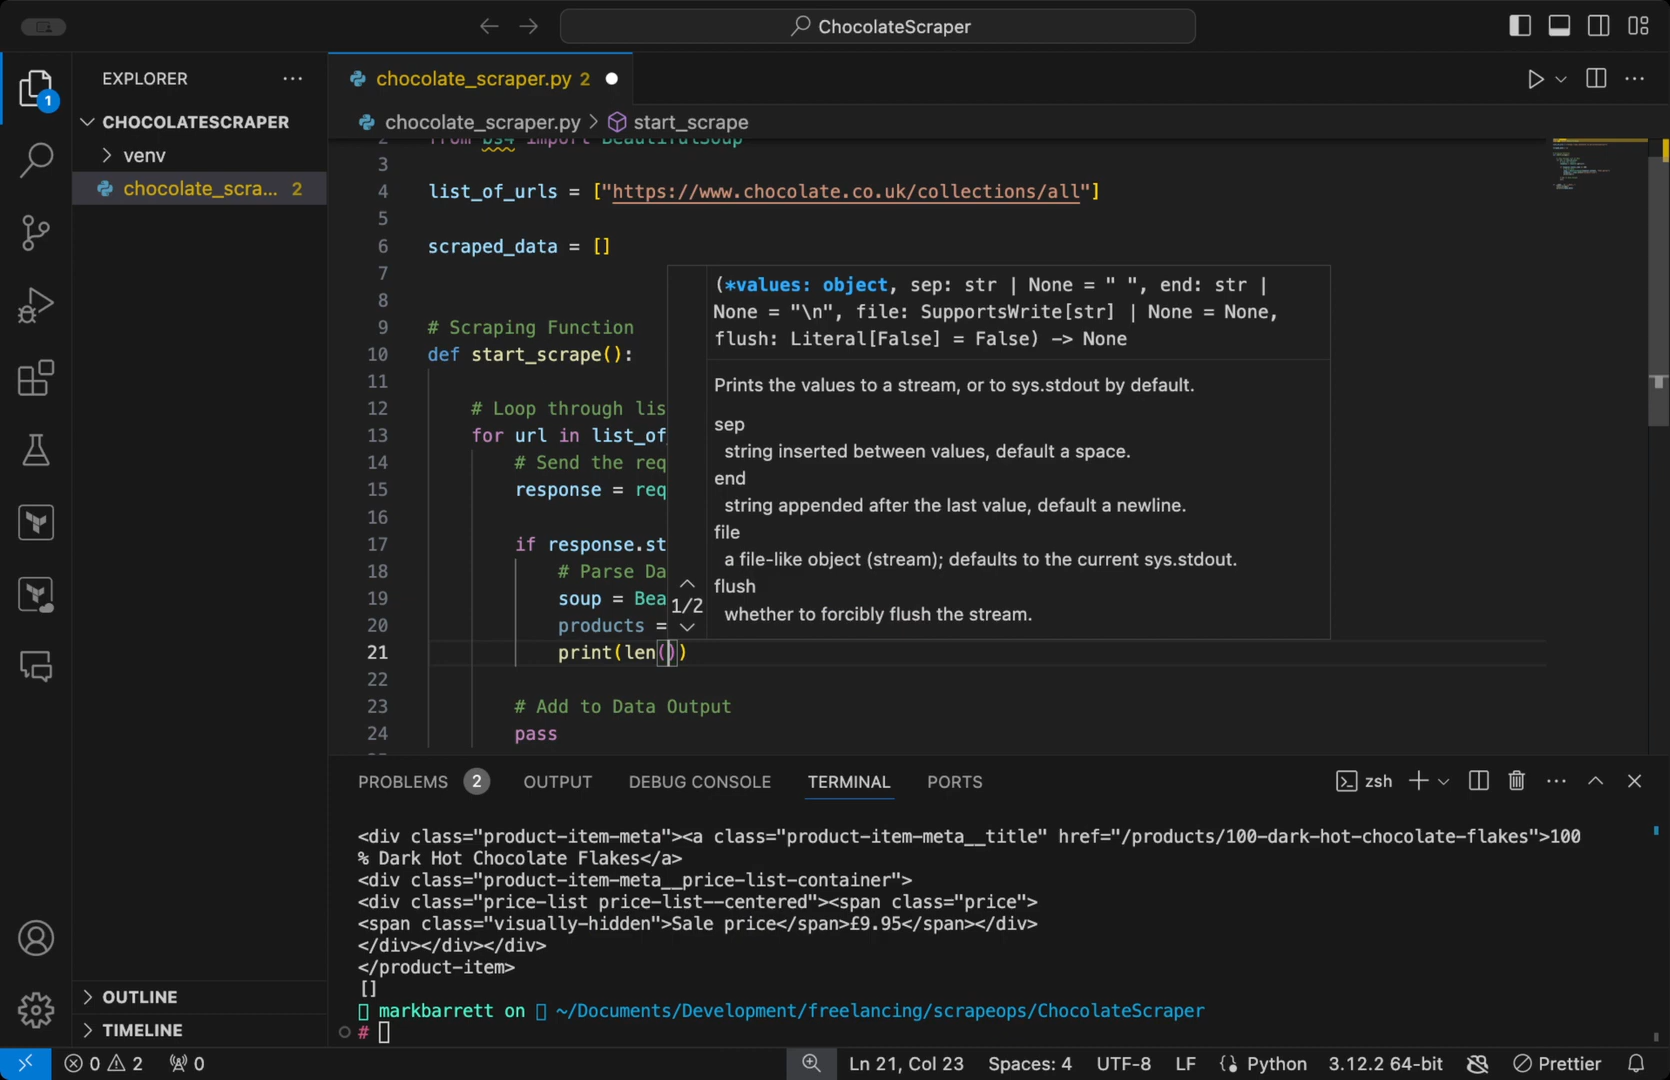 ChocolateScraper
EXPLORER
chocolate_scraper.py 2
1
CHOCOLATESCRAPER
chocolate_scraper.py
start_scrape
venv
chocolate_scra... 2
2 from bs4 import BeautifulSoup
3
4 list_of_urls = ["https://www.chocolate.co.uk/collections/all"]
5
6 scraped_data = []
7
8
9 # Scraping Function
10 def start_scrape():
11
12 # Loop through lis
13 for url in list_of_
14 # Send the req
15 response = req
16
17 if response.st
18 # Parse Da
19 soup = Bea
20 products =
21 print(len())
22
23 # Add to Data Output
24 pass
(*values: object, sep: str | None = " ", end: str |
None = "\n", file: SupportsWrite[str] | None = None,
flush: Literal[False] = False) -> None
Prints the values to a stream, or to sys.stdout by default.
sep
string inserted between values, default a space.
end
string appended after the last value, default a newline.
file
a file-like object (stream); defaults to the current sys.stdout.
flush
whether to forcibly flush the stream.
1/2
PROBLEMS 2 OUTPUT DEBUG CONSOLE TERMINAL PORTS
zsh
<div class="product-item-meta"><a class="product-item-meta__title" href="/products/100-dark-hot-chocolate-flakes">100
% Dark Hot Chocolate Flakes</a>
<div class="product-item-meta__price-list-container">
<div class="price-list price-list--centered"><span class="price">
<span class="visually-hidden">Sale price</span>£9.95</span></div>
</div></div></div>
</product-item>
[]
markbarrett on ~/Documents/Development/freelancing/scrapeops/ChocolateScraper
#
OUTLINE
TIMELINE
0 2 0
Ln 21, Col 23 Spaces: 4 UTF-8 LF {} Python 3.12.2 64-bit Prettier